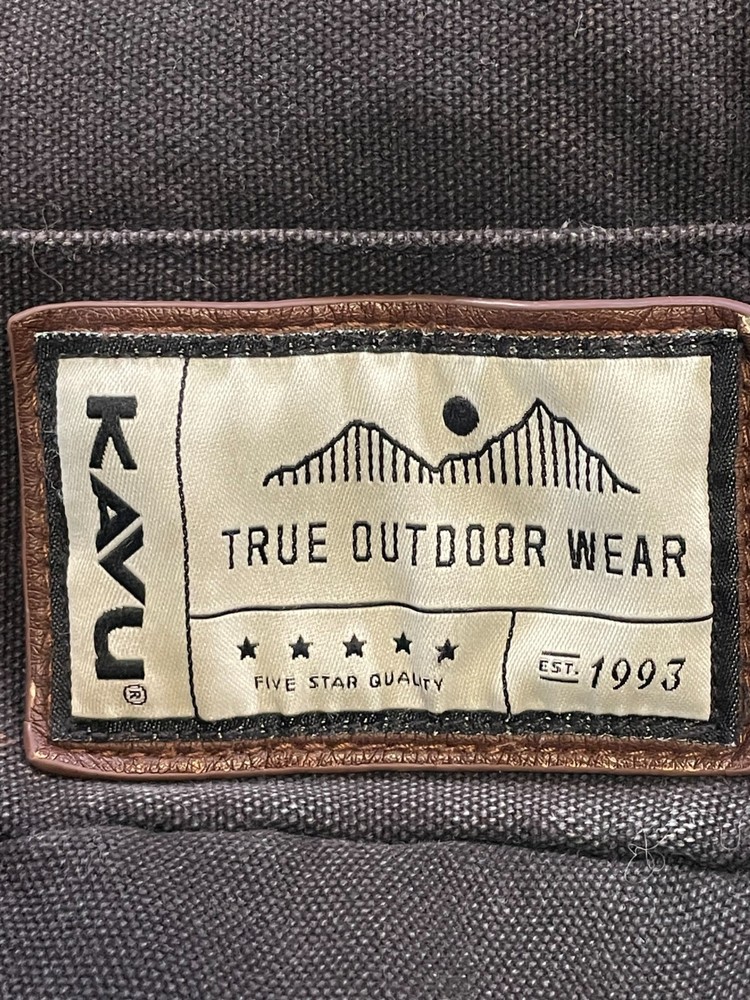 KAVU®
TRUE OUTDOOR WEAR
★ ★ ★ ★ ★
FIVE STAR QUALITY
EST. 1993